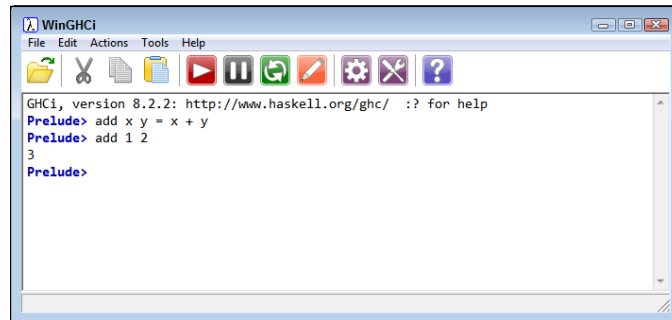 WinGHCi
File Edit Actions Tools Help
GHCi, version 8.2.2: http://www.haskell.org/ghc/ :? for help
Prelude> add x y = x + y
Prelude> add 1 2
3
Prelude>